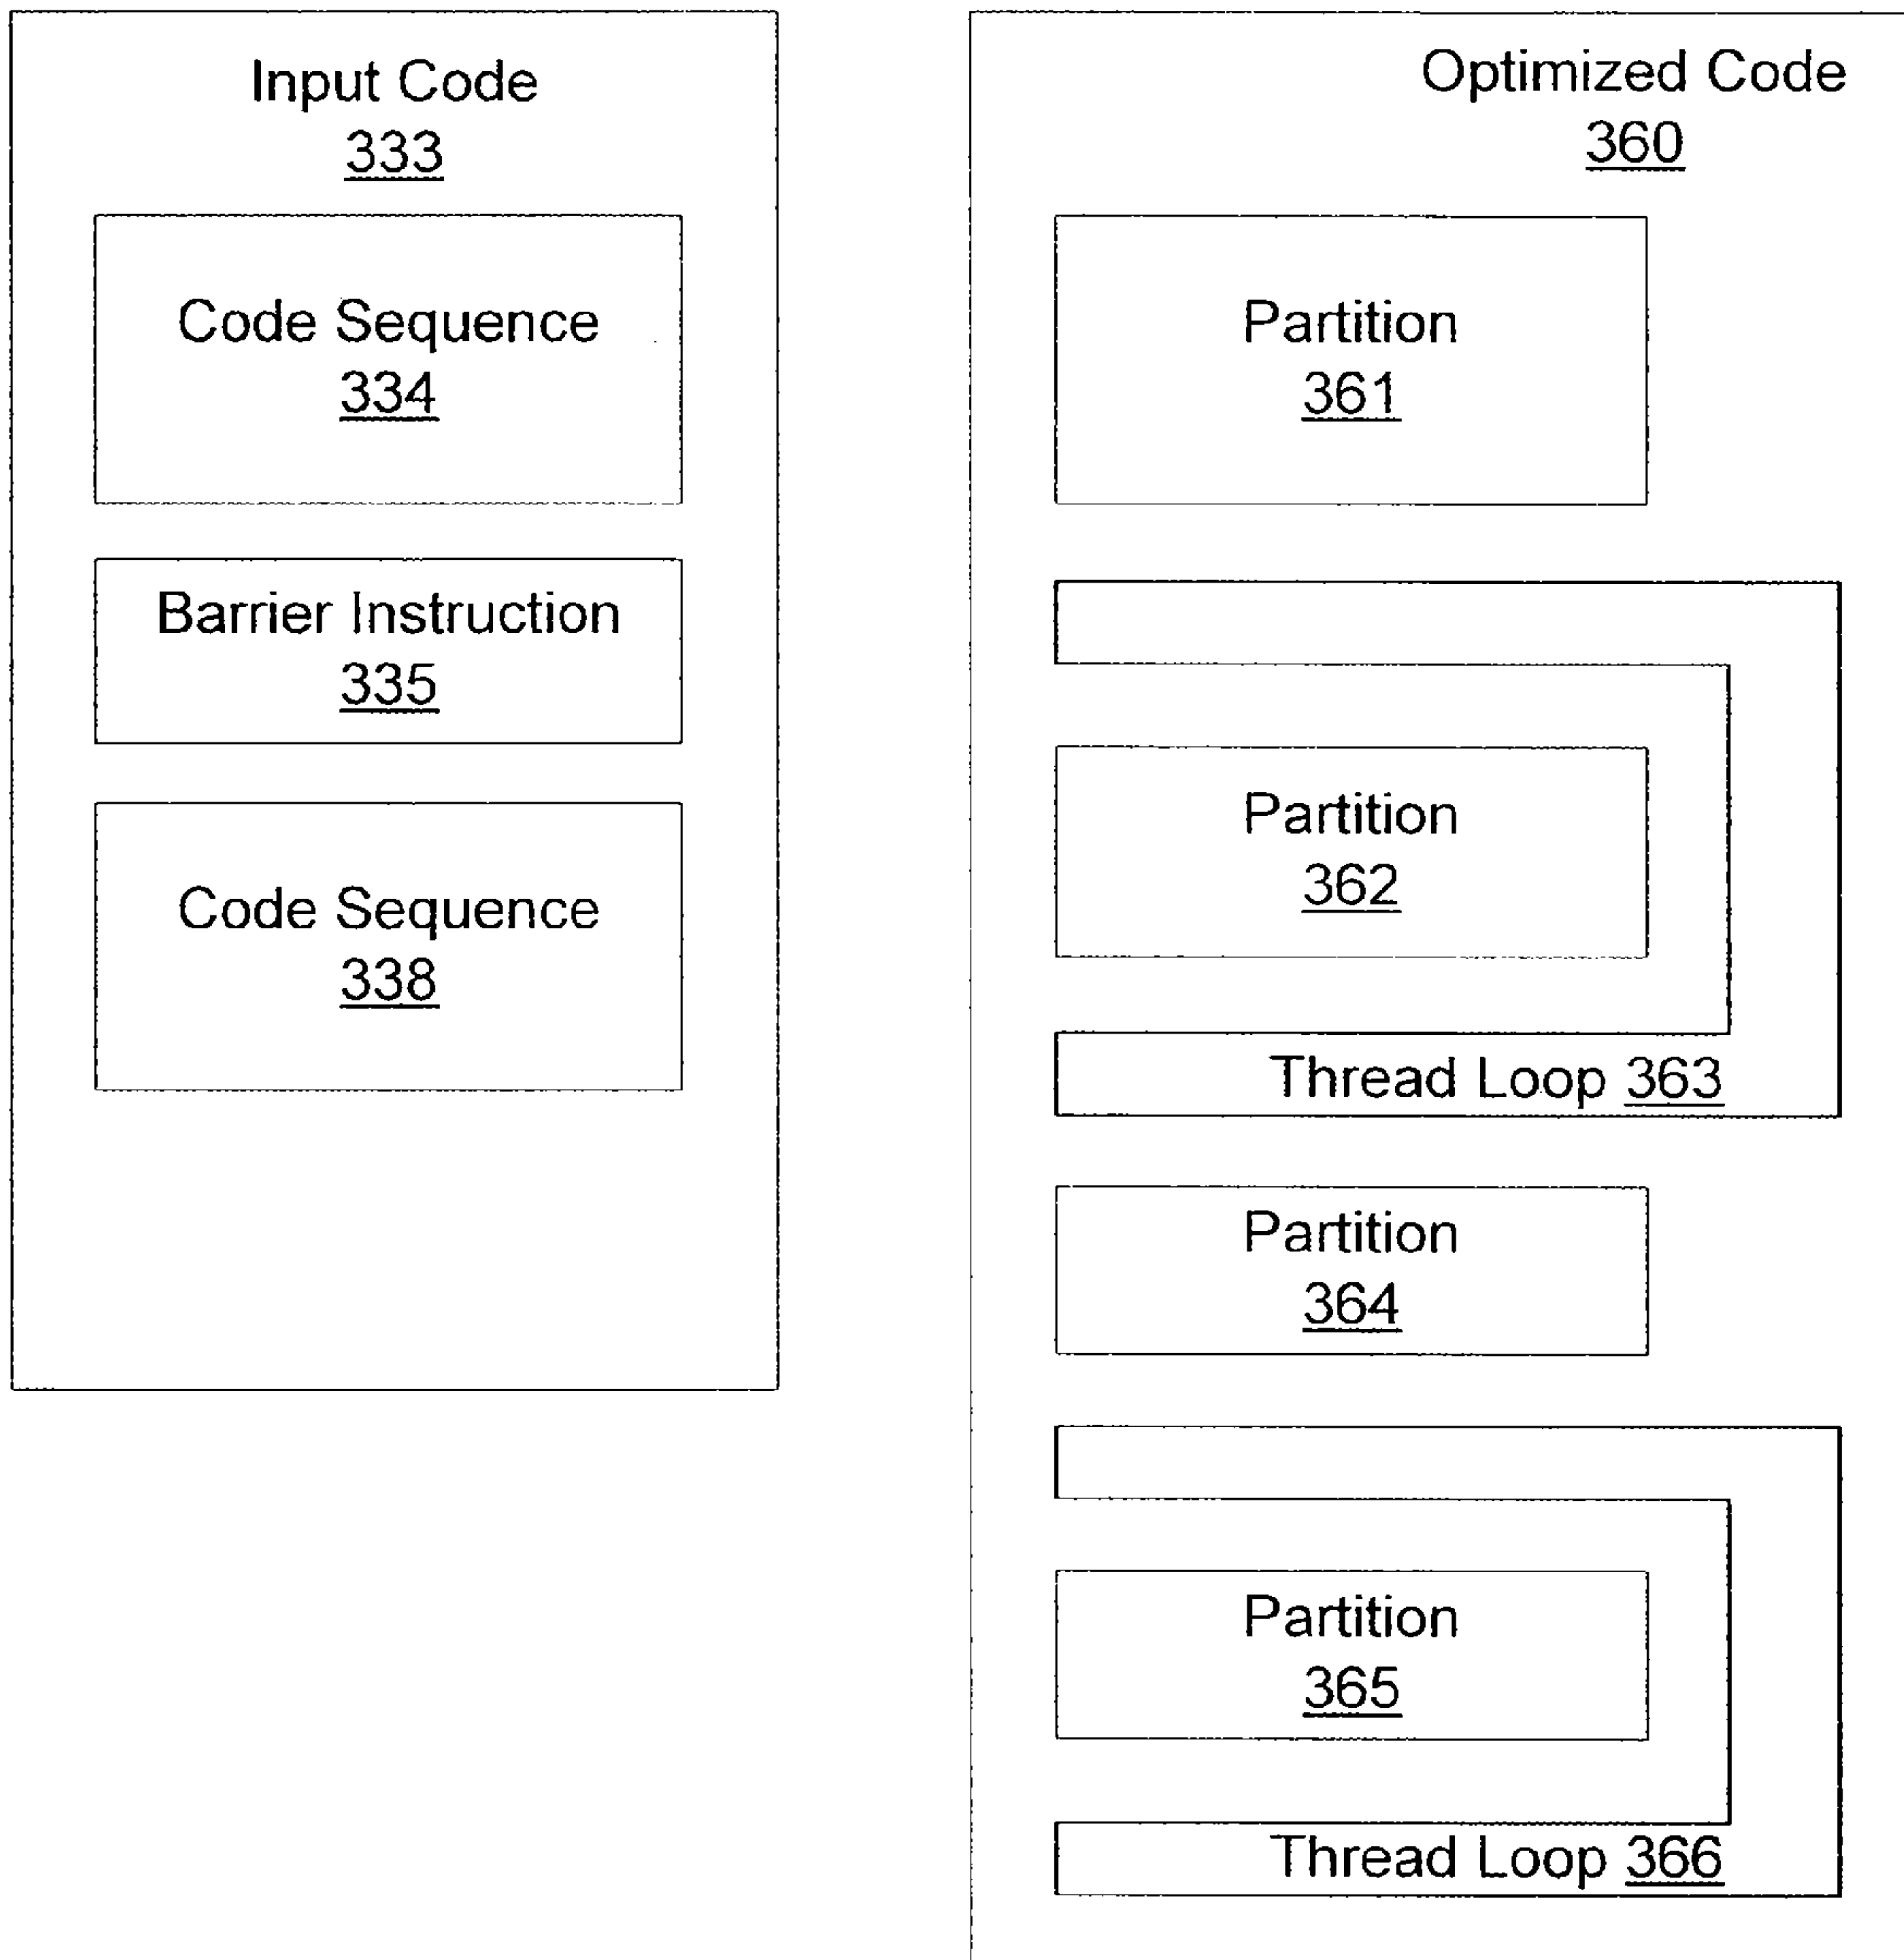 Input Code
333
Code Sequence
334
Barrier Instruction
335
Code Sequence
338
Optimized Code
360
Partition
361
Partition
362
Thread Loop 363
Partition
364
Partition
365
Thread Loop 366